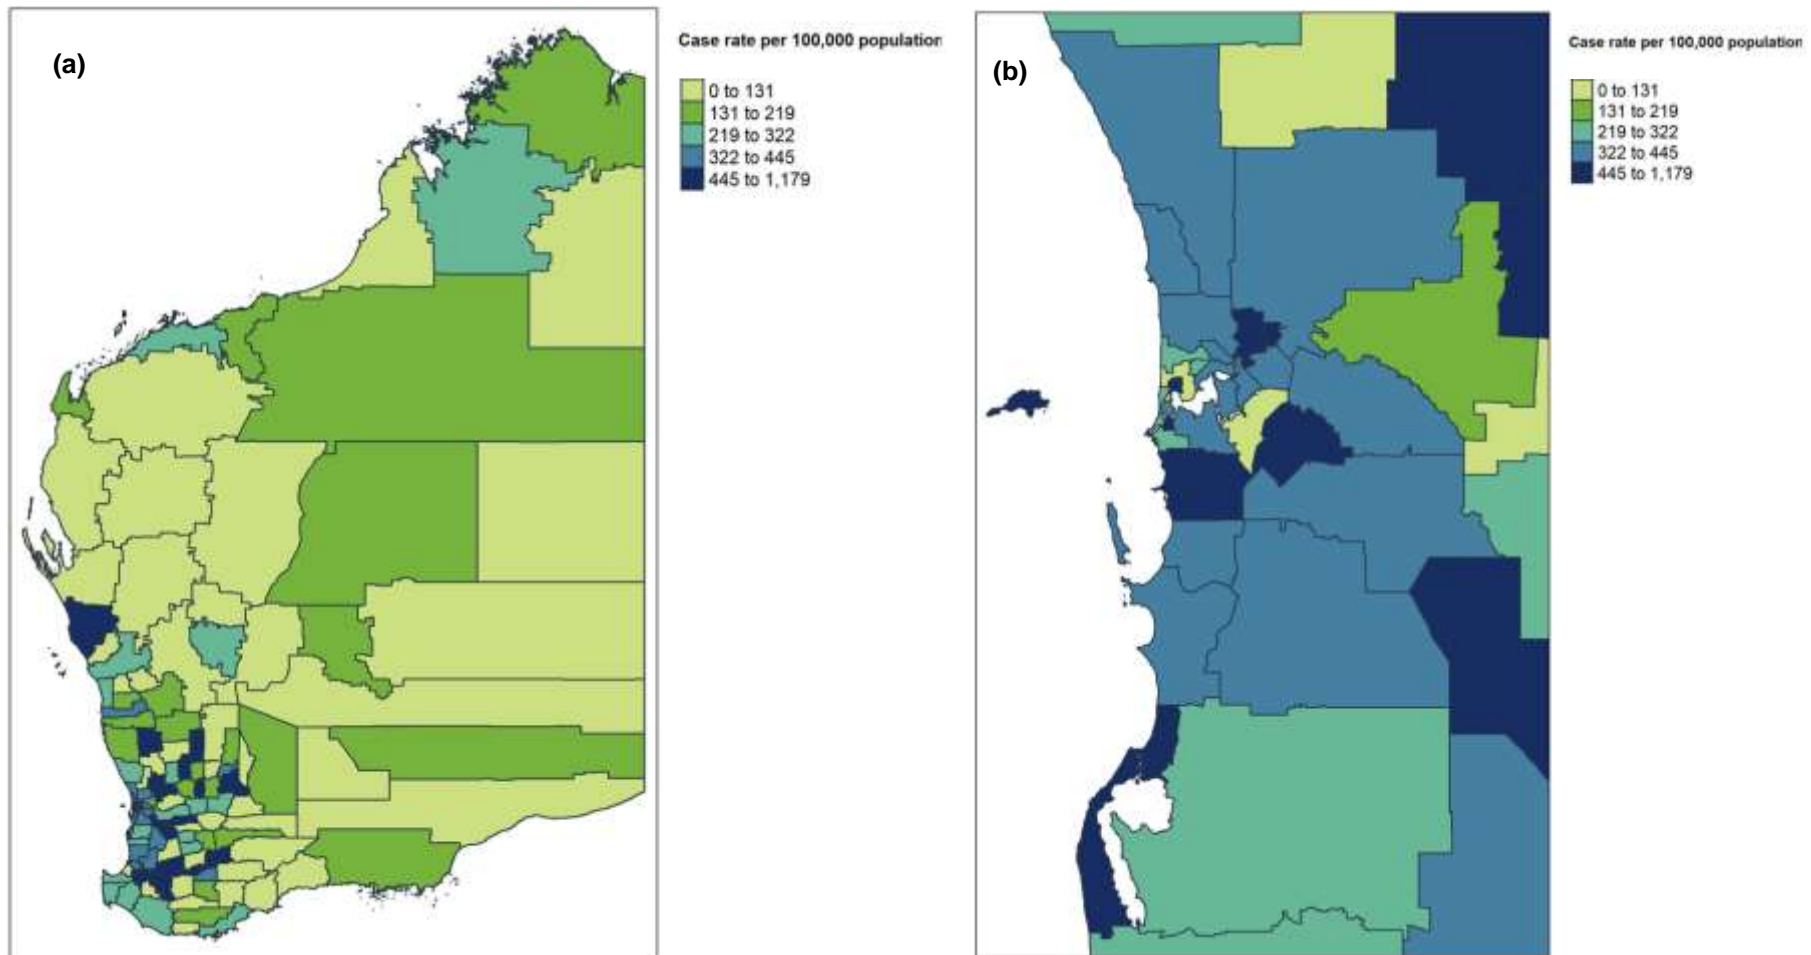 (a)
Case rate per 100,000 population
0 to 131
131 to 219
219 to 322
322 to 445
445 to 1,179
(b)
Case rate per 100,000 population
0 to 131
131 to 219
219 to 322
322 to 445
445 to 1,179